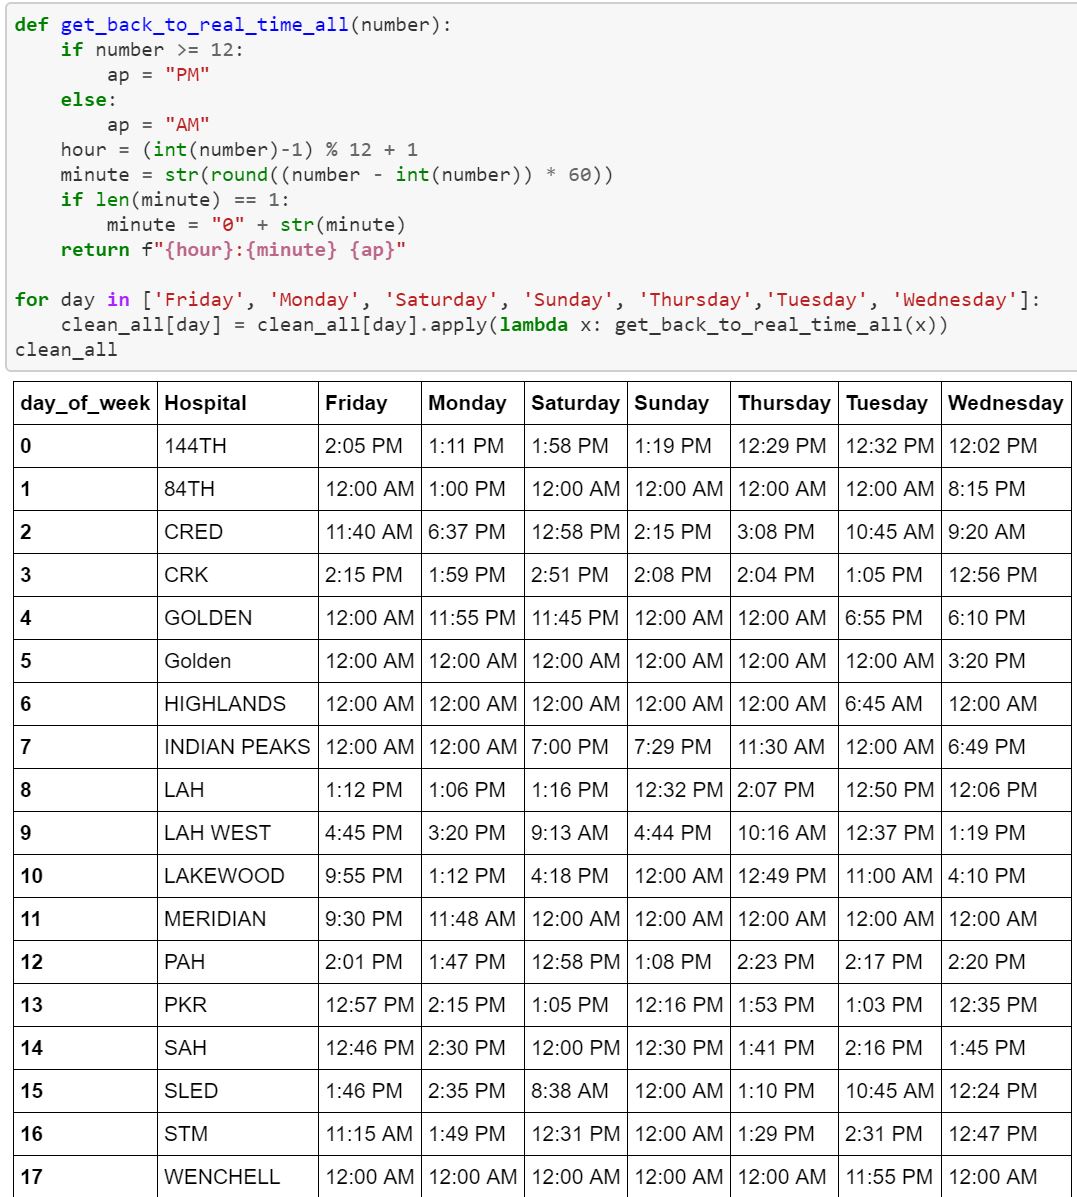 def get_back_to_real_time_all(number):
    if number >= 12:
        ap = "PM"
    else:
        ap = "AM"
    hour = (int(number)-1) % 12 + 1
    minute = str(round((number - int(number)) * 60))
    if len(minute) == 1:
        minute = "0" + str(minute)
    return f"{hour}:{minute} {ap}"
for day in ['Friday', 'Monday', 'Saturday', 'Sunday', 'Thursday','Tuesday', 'Wednesday']:
    clean_all[day] = clean_all[day].apply(lambda x: get_back_to_real_time_all(x))
clean_all
day_of_week Hospital Friday Monday Saturday Sunday Thursday Tuesday Wednesday
0 144TH 2:05 PM 1:11 PM 1:58 PM 1:19 PM 12:29 PM 12:32 PM 12:02 PM
1 84TH 12:00 AM 1:00 PM 12:00 AM 12:00 AM 12:00 AM 12:00 AM 8:15 PM
2 CRED 11:40 AM 6:37 PM 12:58 PM 2:15 PM 3:08 PM 10:45 AM 9:20 AM
3 CRK 2:15 PM 1:59 PM 2:51 PM 2:08 PM 2:04 PM 1:05 PM 12:56 PM
4 GOLDEN 12:00 AM 11:55 PM 11:45 PM 12:00 AM 12:00 AM 6:55 PM 6:10 PM
5 Golden 12:00 AM 12:00 AM 12:00 AM 12:00 AM 12:00 AM 12:00 AM 3:20 PM
6 HIGHLANDS 12:00 AM 12:00 AM 12:00 AM 12:00 AM 12:00 AM 6:45 AM 12:00 AM
7 INDIAN PEAKS 12:00 AM 12:00 AM 7:00 PM 7:29 PM 11:30 AM 12:00 AM 6:49 PM
8 LAH 1:12 PM 1:06 PM 1:16 PM 12:32 PM 2:07 PM 12:50 PM 12:06 PM
9 LAH WEST 4:45 PM 3:20 PM 9:13 AM 4:44 PM 10:16 AM 12:37 PM 1:19 PM
10 LAKEWOOD 9:55 PM 1:12 PM 4:18 PM 12:00 AM 12:49 PM 11:00 AM 4:10 PM
11 MERIDIAN 9:30 PM 11:48 AM 12:00 AM 12:00 AM 12:00 AM 12:00 AM 12:00 AM
12 PAH 2:01 PM 1:47 PM 12:58 PM 1:08 PM 2:23 PM 2:17 PM 2:20 PM
13 PKR 12:57 PM 2:15 PM 1:05 PM 12:16 PM 1:53 PM 1:03 PM 12:35 PM
14 SAH 12:46 PM 2:30 PM 12:00 PM 12:30 PM 1:41 PM 2:16 PM 1:45 PM
15 SLED 1:46 PM 2:35 PM 8:38 AM 12:00 AM 1:10 PM 10:45 AM 12:24 PM
16 STM 11:15 AM 1:49 PM 12:31 PM 12:00 AM 1:29 PM 2:31 PM 12:47 PM
17 WENCHELL 12:00 AM 12:00 AM 12:00 AM 12:00 AM 12:00 AM 11:55 PM 12:00 AM